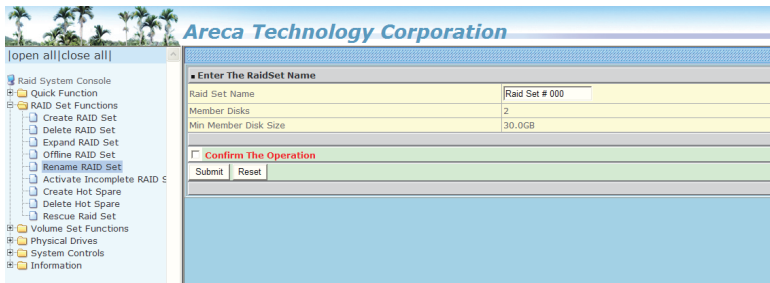 Areca Technology Corporation
|open all|close all|
Raid System Console
Quick Function
RAID Set Functions
Create RAID Set
Delete RAID Set
Expand RAID Set
Offline RAID Set
Rename RAID Set
Activate Incomplete RAID S
Create Hot Spare
Delete Hot Spare
Rescue Raid Set
Volume Set Functions
Physical Drives
System Controls
Information
Enter The RaidSet Name
Raid Set Name Raid Set # 000
Member Disks 2
Min Member Disk Size 30.0GB
Confirm The Operation
Submit Reset